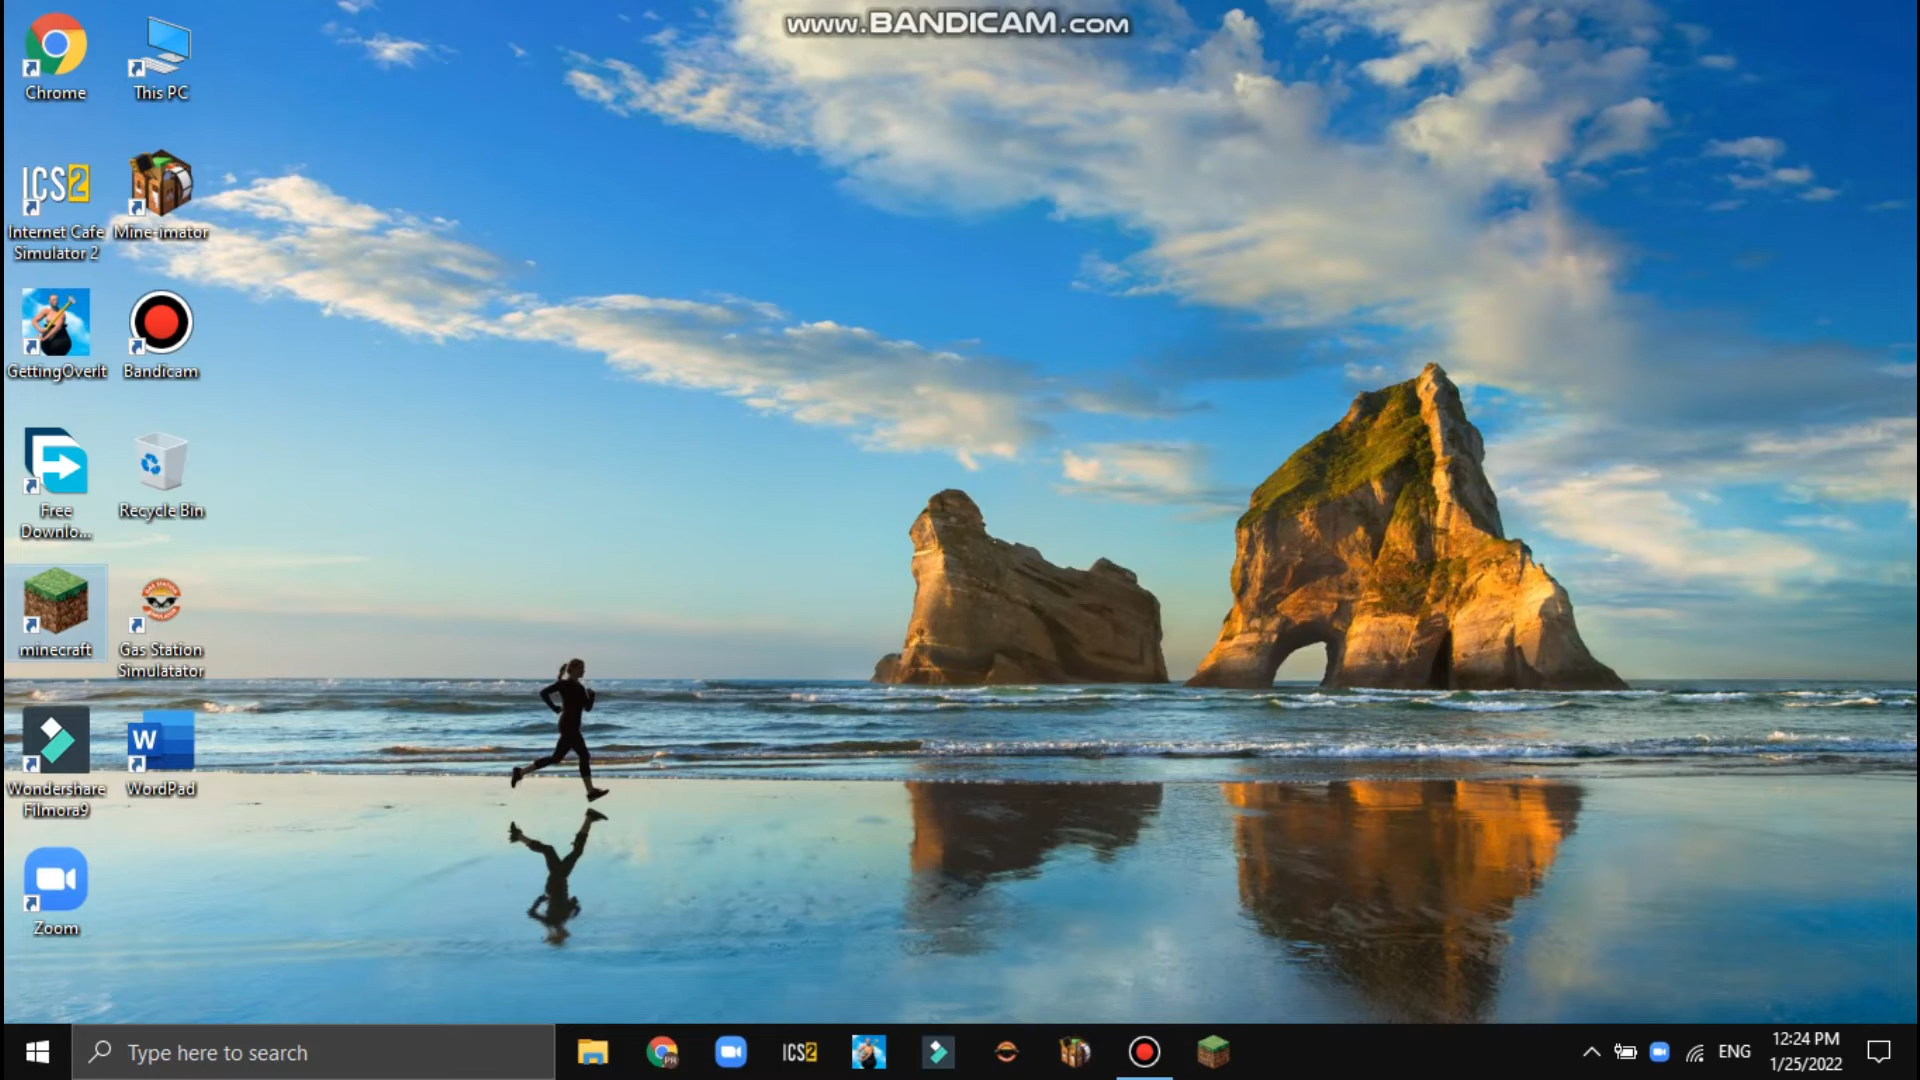 www.BANDICAM.com
Chrome
This PC
ICS2
Internet Cafe
Simulator 2
Mine-imator
GettingOverIt
Bandicam
Free
Downlo...
Recycle Bin
minecraft
Gas Station
Simulatator
W
Wondershare
Filmora9
WordPad
Zoom
Type here to search
PR
ICS2
ENG
12:24 PM
1/25/2022